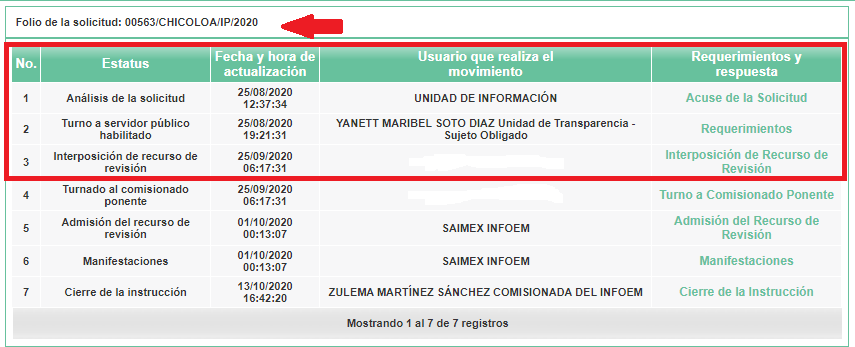 Folio de la solicitud: 00563/CHICOLOA/IP/2020
No. Estatus Fecha y hora de actualización Usuario que realiza el movimiento Requerimientos y respuesta
1 Análisis de la solicitud 25/08/2020 12:37:34 UNIDAD DE INFORMACIÓN Acuse de la Solicitud
2 Turno a servidor público habilitado 25/08/2020 19:21:31 YANETT MARIBEL SOTO DIAZ Unidad de Transparencia - Sujeto Obligado Requerimientos
3 Interposición de recurso de revisión 25/09/2020 06:17:31 Interposición de Recurso de Revisión
4 Turnado al comisionado ponente 25/09/2020 06:17:31 Turno a Comisionado Ponente
5 Admisión del recurso de revisión 01/10/2020 00:13:07 SAIMEX INFOEM Admisión del Recurso de Revisión
6 Manifestaciones 01/10/2020 00:13:07 SAIMEX INFOEM Manifestaciones
7 Cierre de la instrucción 13/10/2020 16:42:20 ZULEMA MARTÍNEZ SÁNCHEZ COMISIONADA DEL INFOEM Cierre de la Instrucción
Mostrando 1 al 7 de 7 registros